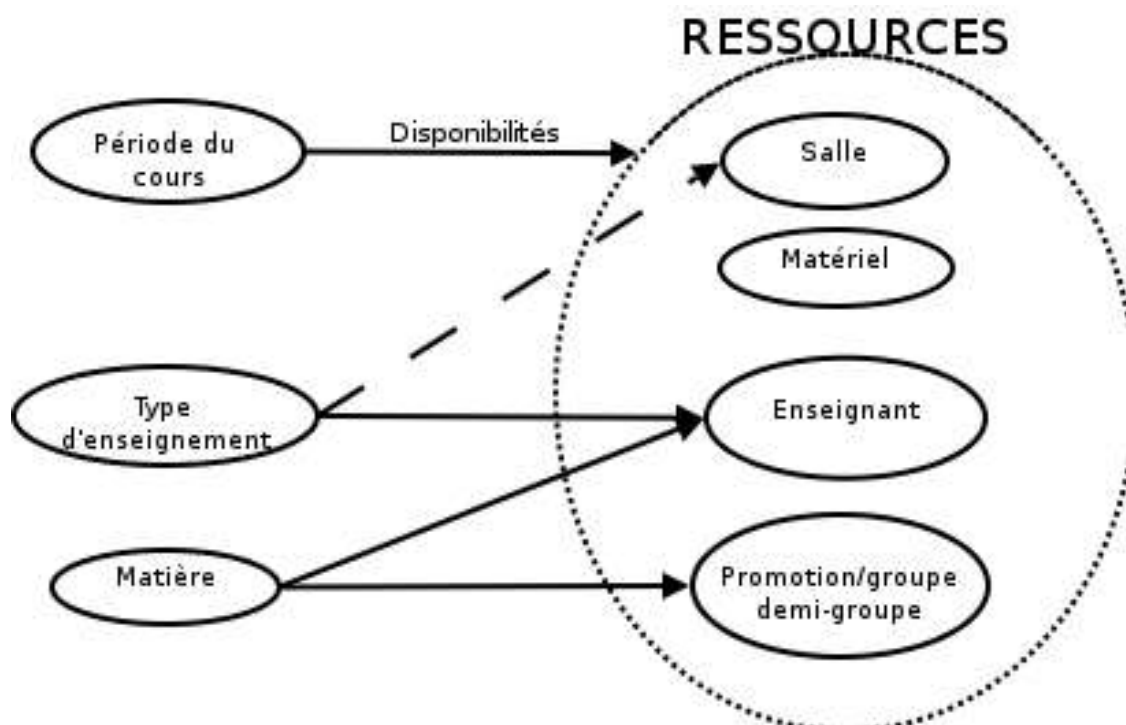 RESSOURCES
Période du
cours
Disponibilités
Salle
Matériel
Type
d'enseignement
Enseignant
Matière
Promotion/groupe
demi-groupe